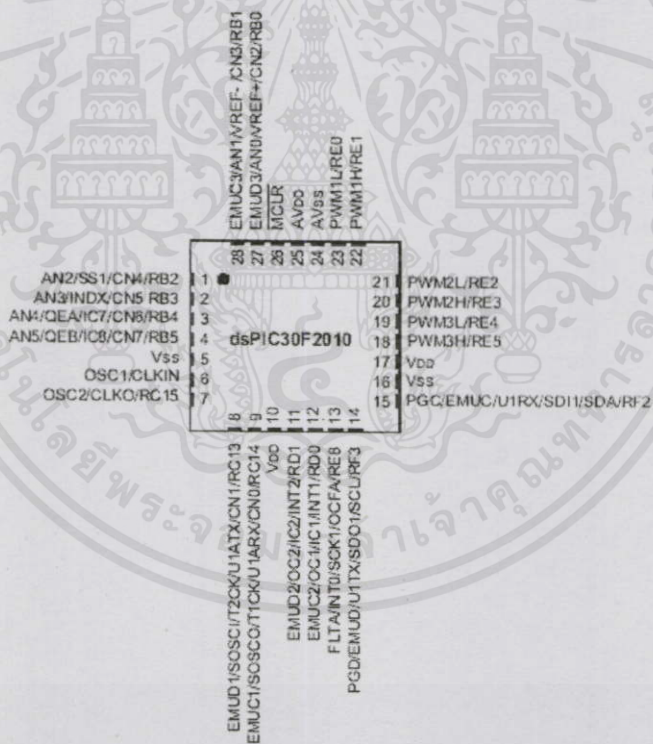 EMUC3/AN1/VREF- /CN3/RB1
EMUD3/AN0/VREF+/CN2/RB0
MCLR
AVDD
AVSS
PWM1L/RE0
PWM1H/RE1
28 27 26 25 24 23 22
AN2/SS1/CN4/RB2 1
AN3/INDX/CN5 RB3 2
AN4/QEA/IC7/CN6/RB4 3
AN5/QEB/IC8/CN7/RB5 4
VSS 5
OSC1/CLKIN 6
OSC2/CLKO/RC15 7
dsPIC30F2010
21 PWM2L/RE2
20 PWM2H/RE3
19 PWM3L/RE4
18 PWM3H/RE5
17 VDD
16 VSS
15 PGC/EMUC/U1RX/SDI1/SDA/RF2
8 9 10 11 12 13 14
EMUD1/SOSCI/T2CK/U1ATX/CN1/RC13
EMUC1/SOSCO/T1CK/U1ARX/CN0/RC14
VDD
EMUD2/OC2/IC2/INT2/RD1
EMUC2/OC1/IC1/INT1/RD0
FLTA/INT0/SCK1/OCFA/RE8
PGD/EMUD/U1TX/SDO1/SCL/RF3